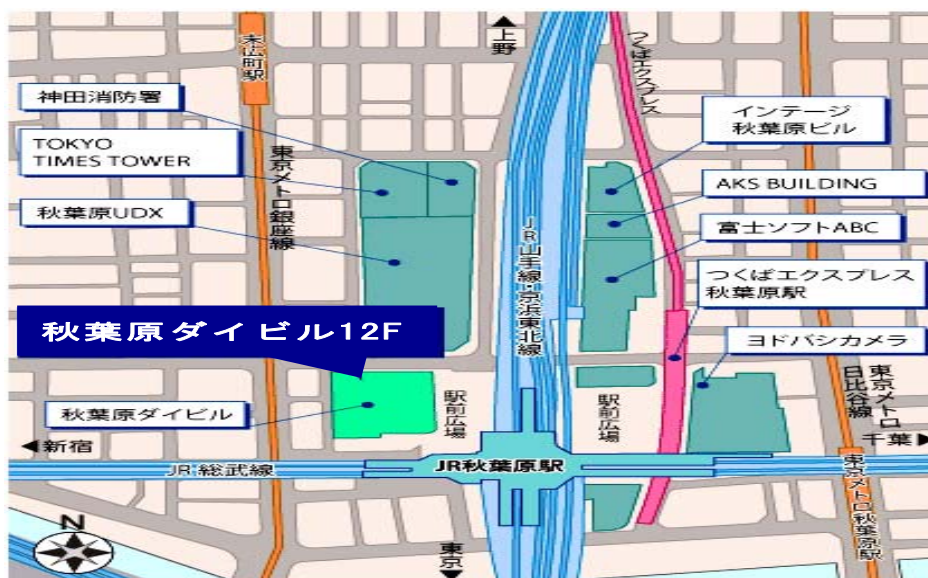 ▲
上野
末広町駅
つくばエクスプレス
神田消防署
TOKYO
TIMES TOWER
秋葉原UDX
東京メトロ銀座線
インテージ
秋葉原ビル
AKS BUILDING
富士ソフトABC
つくばエクスプレス
秋葉原駅
JR山手線・京浜東北線
秋葉原ダイビル12F
ヨドバシカメラ
秋葉原ダイビル
駅前広場
駅前広場
東京メトロ
日比谷線
◀新宿
千葉▶
JR総武線
JR秋葉原駅
東京メトロ秋葉原駅
N
東京
▼